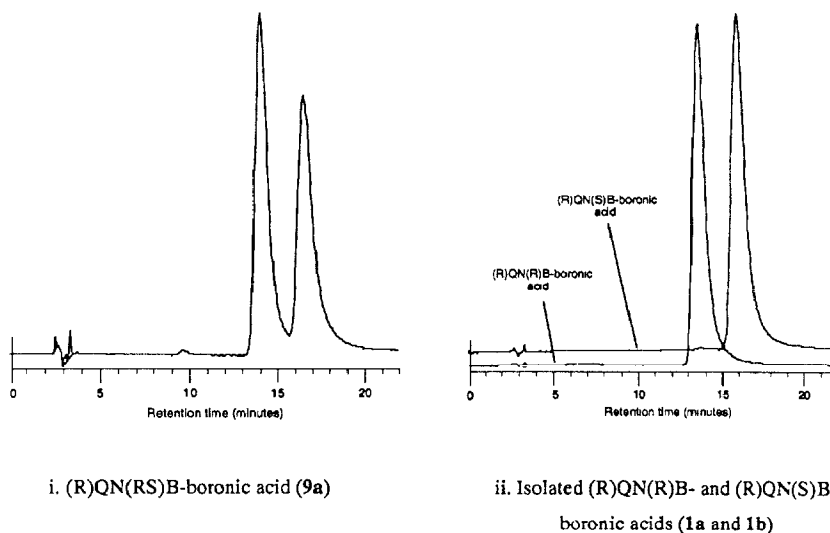 (R)QN(S)B-boronic
acid
(R)QN(R)B-boronic
acid
0 5 10 15 20
Retention time (minutes)
0 5 10 15 20
Retention time (minutes)
i. (R)QN(RS)B-boronic acid (9a)
ii. Isolated (R)QN(R)B- and (R)QN(S)B
boronic acids (1a and 1b)